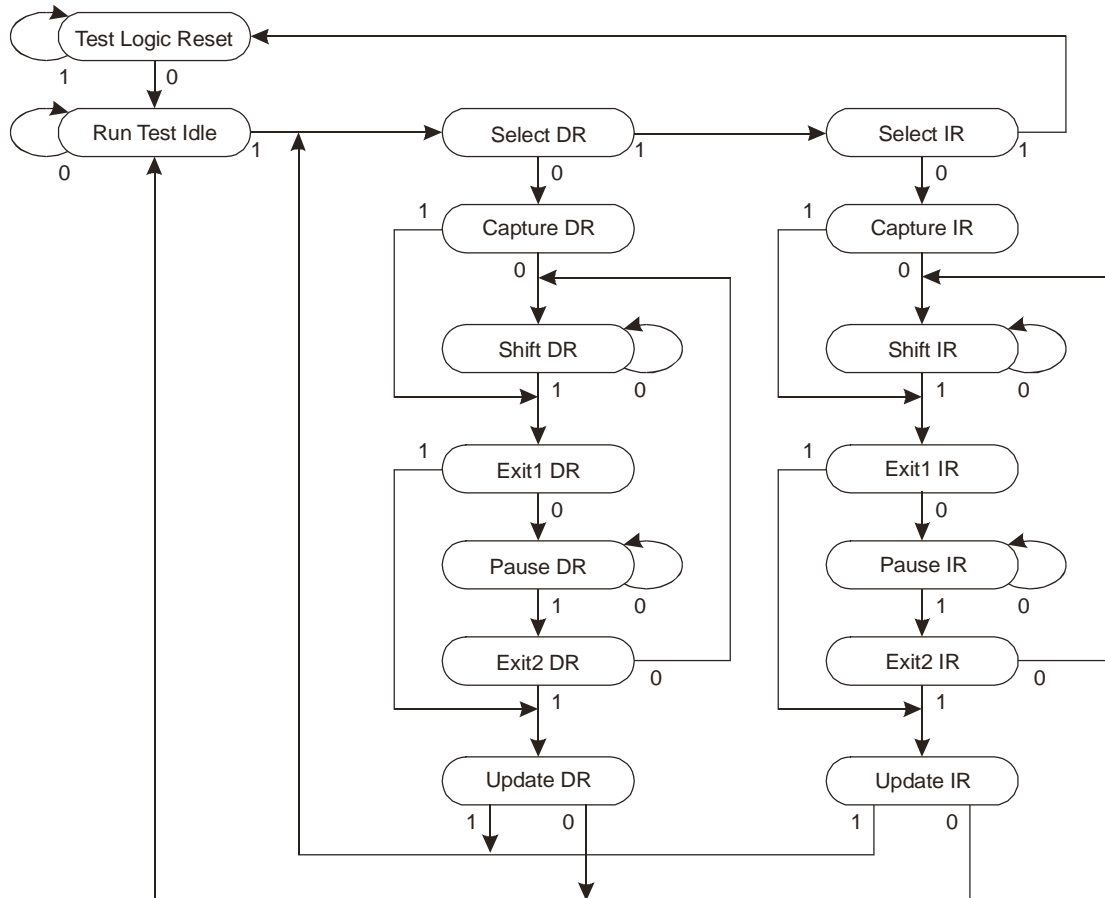 Test Logic Reset
1
0
Run Test Idle
1
0
Select DR
1
0
Select IR
1
0
1
Capture DR
0
1
Capture IR
0
Shift DR
1
0
Shift IR
1
0
1
Exit1 DR
0
1
Exit1 IR
0
Pause DR
1
0
Pause IR
1
0
Exit2 DR
0
1
Exit2 IR
0
1
Update DR
1
0
Update IR
1
0